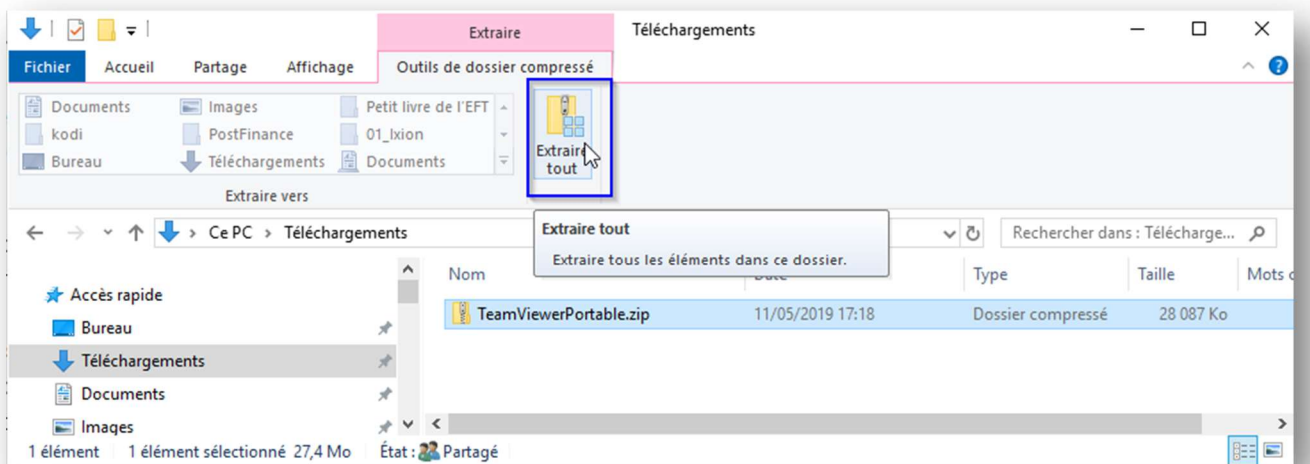 Extraire
Téléchargements
Fichier
Accueil
Partage
Affichage
Outils de dossier compressé
Documents
Images
Petit livre de l'EFT
kodi
PostFinance
01_Ixion
Bureau
Téléchargements
Documents
Extraire vers
Extraire
tout
Ce PC > Téléchargements
Rechercher dans : Télécharge...
Extraire tout
Extraire tous les éléments dans ce dossier.
Nom
Date
Type
Taille
Mots
TeamViewerPortable.zip
11/05/2019 17:18
Dossier compressé
28 087 Ko
Accès rapide
Bureau
Téléchargements
Documents
Images
1 élément
1 élément sélectionné 27,4 Mo
État : Partagé